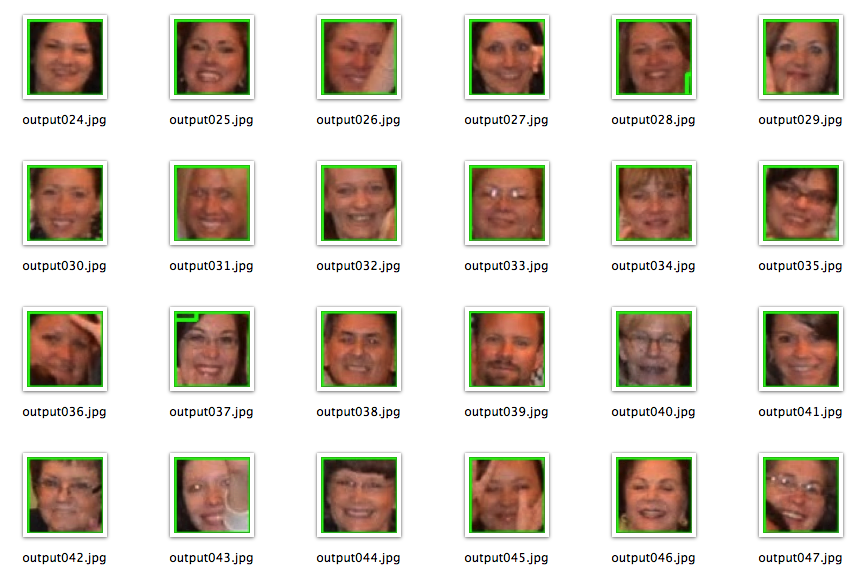 output024.jpg output025.jpg output026.jpg output027.jpg output028.jpg output029.jpg
output030.jpg output031.jpg output032.jpg output033.jpg output034.jpg output035.jpg
output036.jpg output037.jpg output038.jpg output039.jpg output040.jpg output041.jpg
output042.jpg output043.jpg output044.jpg output045.jpg output046.jpg output047.jpg